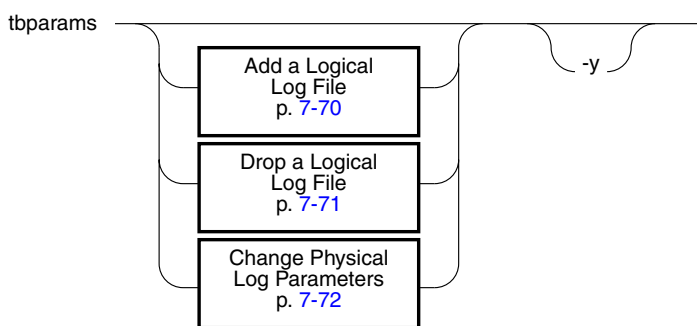 tbparams
Add a Logical
Log File
p. 7-70
-y
Drop a Logical
Log File
p. 7-71
Change Physical
Log Parameters
p. 7-72